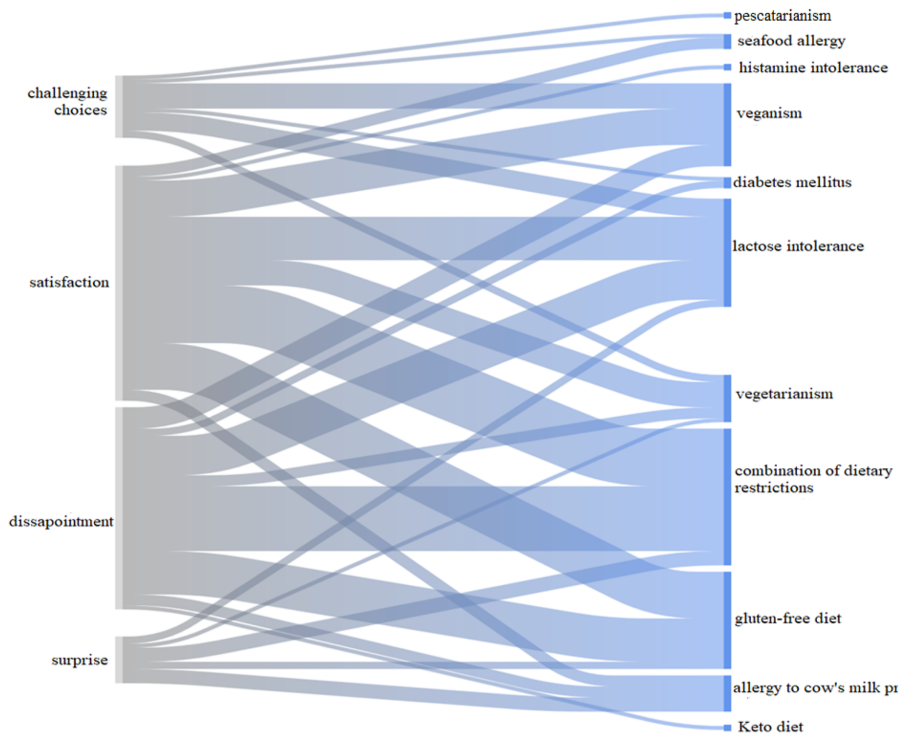 challenging
choices
satisfaction
dissapointment
surprise
pescatarianism
seafood allergy
histamine intolerance
veganism
diabetes mellitus
lactose intolerance
vegetarianism
combination of dietary
restrictions
gluten-free diet
allergy to cow's milk pr
Keto diet